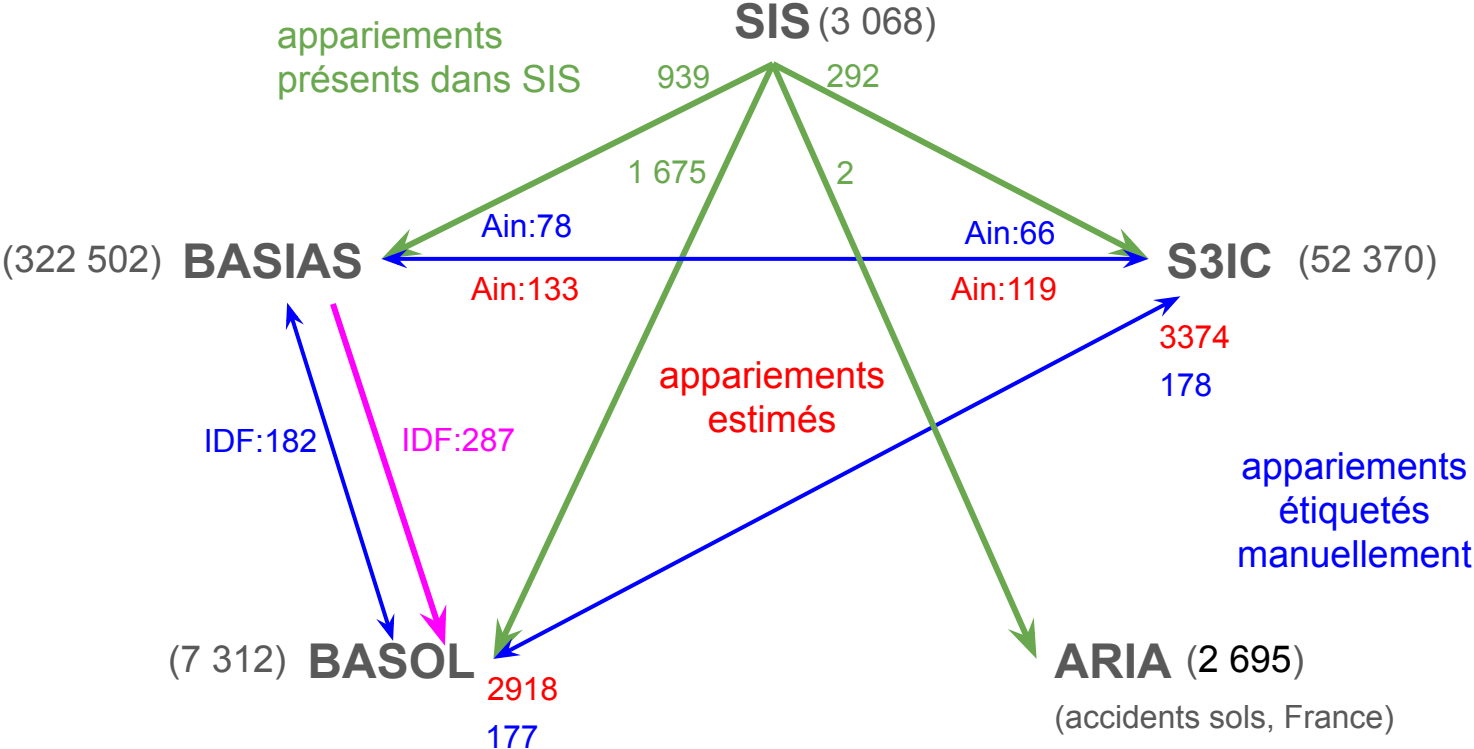 SIS (3 068)
appariements
présents dans SIS
939
292
1 675
2
Ain:78
Ain:66
(322 502) BASIAS
S3IC (52 370)
Ain:133
Ain:119
3374
178
appariements
estimés
IDF:182
IDF:287
appariements
étiquetés
manuellement
(7 312) BASOL
2918
177
ARIA (2 695)
(accidents sols, France)